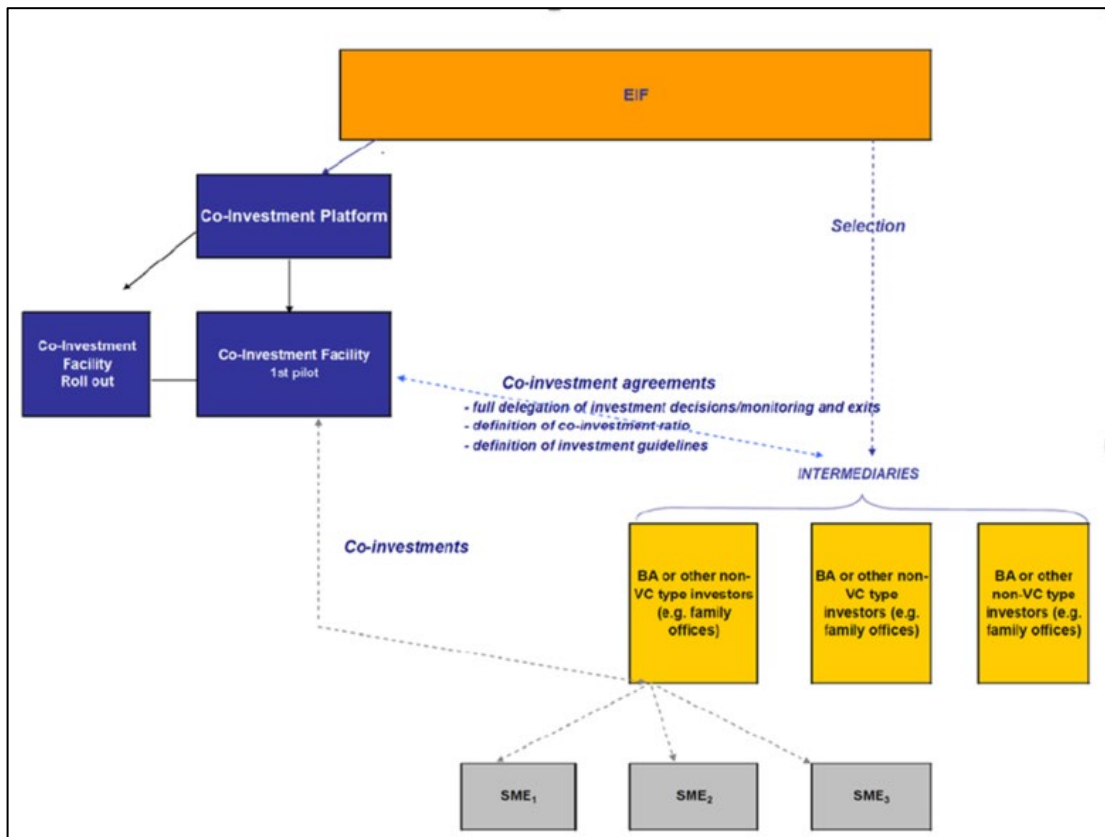 EIF
Co-Investment Platform
Selection
Co-Investment
Facility
Roll out
Co-Investment Facility
1st pilot
Co-investment agreements
- full delegation of investment decisions/monitoring and exits
- definition of co-investment ratio
- definition of investment guidelines
INTERMEDIARIES
Co-investments
BA or other non-
VC type investors
(e.g. family
offices)
BA or other non-
VC type
investors (e.g.
family offices)
BA or other
non-VC type
investors (e.g.
family offices)
SME1
SME2
SME3